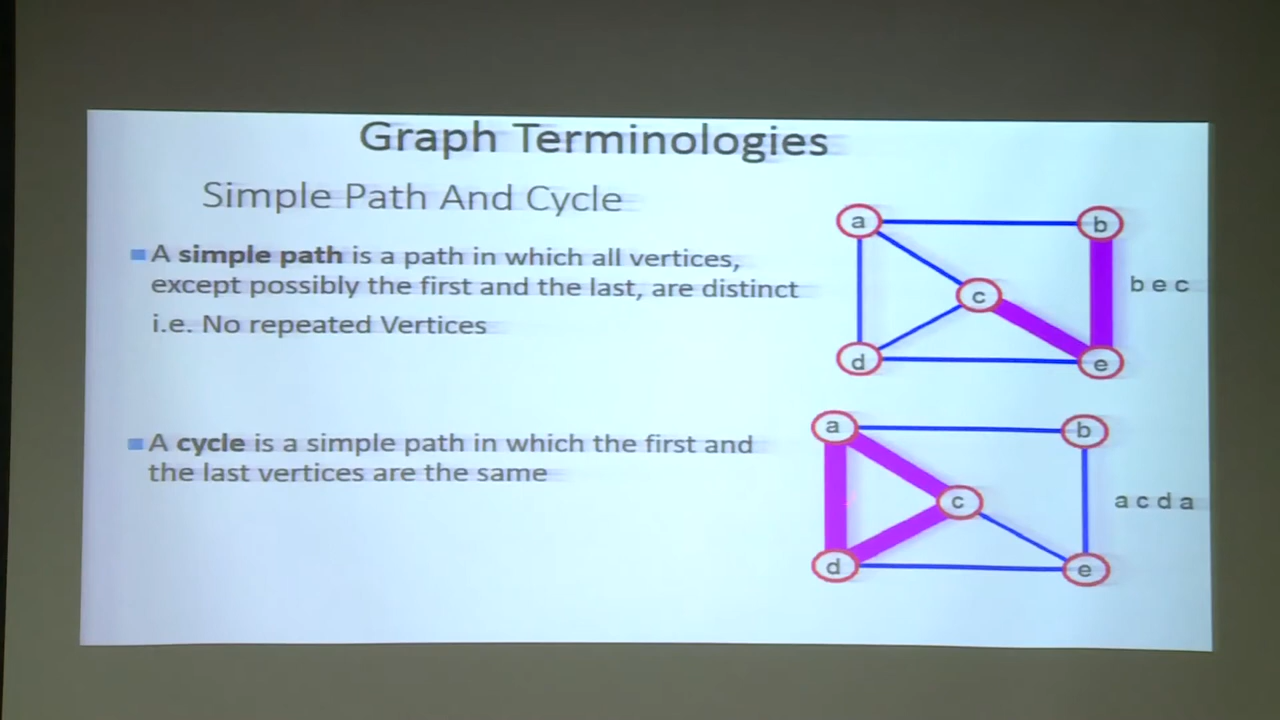 Graph Terminologies
Simple Path And Cycle
A simple path is a path in which all vertices,
except possibly the first and the last, are distinct
i.e. No repeated Vertices
a
b
c
b e c
d
e
A cycle is a simple path in which the first and
the last vertices are the same
a
b
c
a c d a
d
e